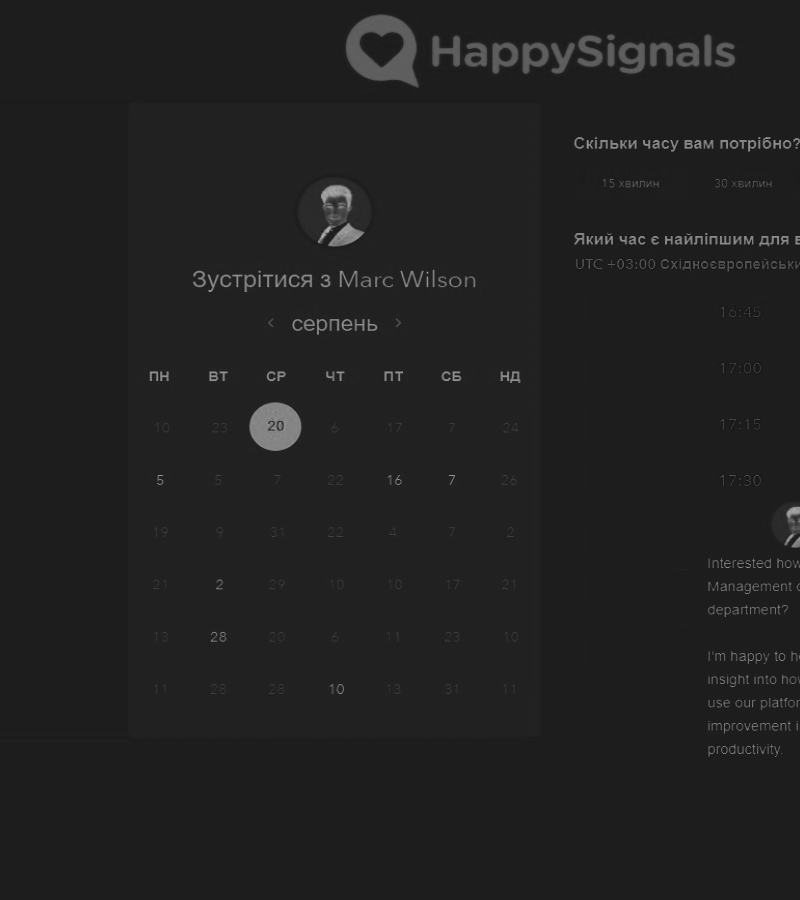 HappySignals
Зустрітися з Marc Wilson
серпень
ПН ВТ СР ЧТ ПТ СБ НД
10 23 20 6 17 7 24
5 5 7 22 16 7 26
19 9 31 22 4 7 2
21 2 29 10 10 17 21
13 28 20 6 11 23 10
11 28 28 10 13 31 11
Скільки часу вам потрібно?
15 хвилин 30 хвилин
Який час є найліпшим для в
UTC +03:00 Східноєвропейськи
16:45
17:00
17:15
17:30
Interested how
Management o
department?
I'm happy to he
insight into how
use our platfor
improvement i
productivity.